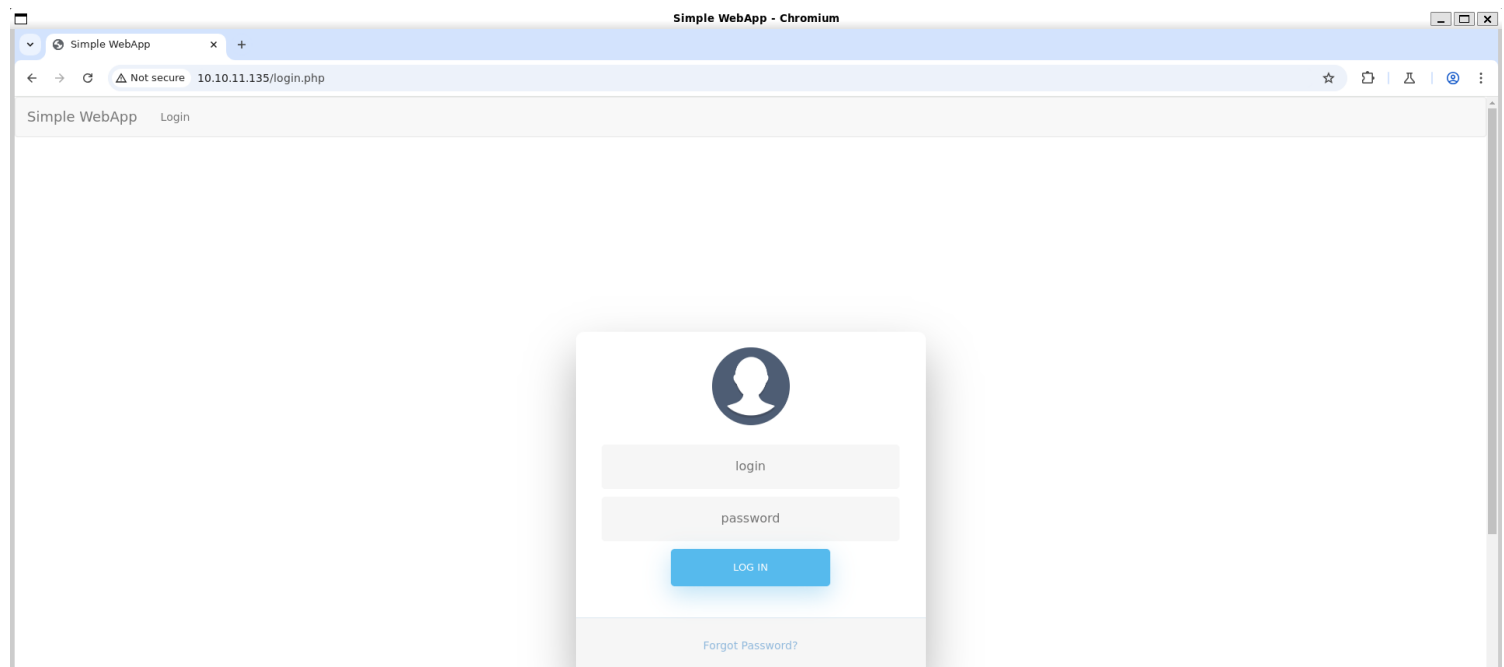 Simple WebApp - Chromium
Simple WebApp
Not secure 10.10.11.135/login.php
Simple WebApp Login
login
password
LOG IN
Forgot Password?